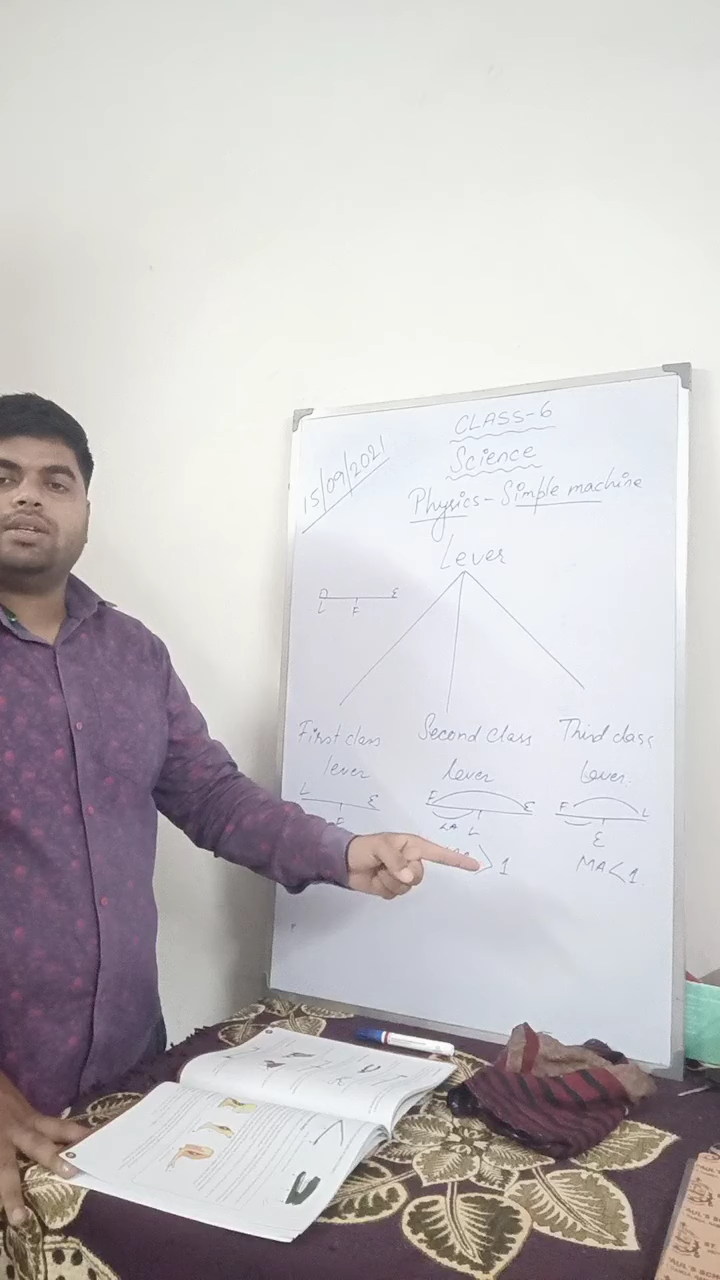 CLASS-6
Science
15/09/2021
Physics - Simple machine
Lever
L F E
First class
lever
L F E
Second class
lever
F E
LA L
> 1
Third class
Lever.
F L
E
MA < 1.